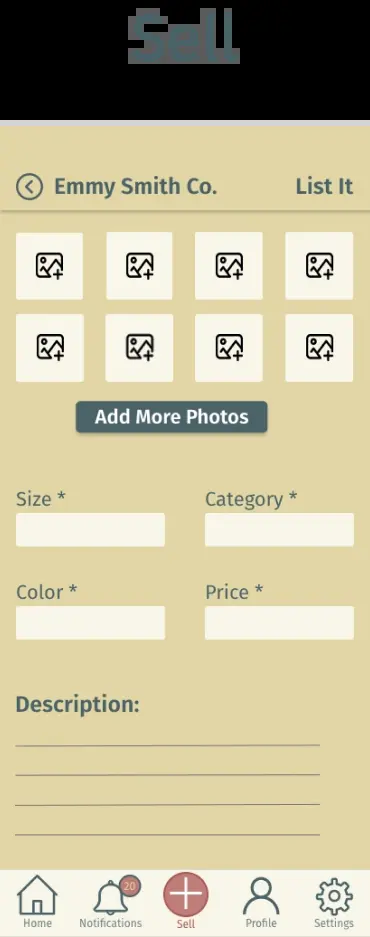 Sell
Emmy Smith Co. List It
Add More Photos
Size * Category *
Color * Price *
Description:
20
Home Notifications Sell Profile Settings